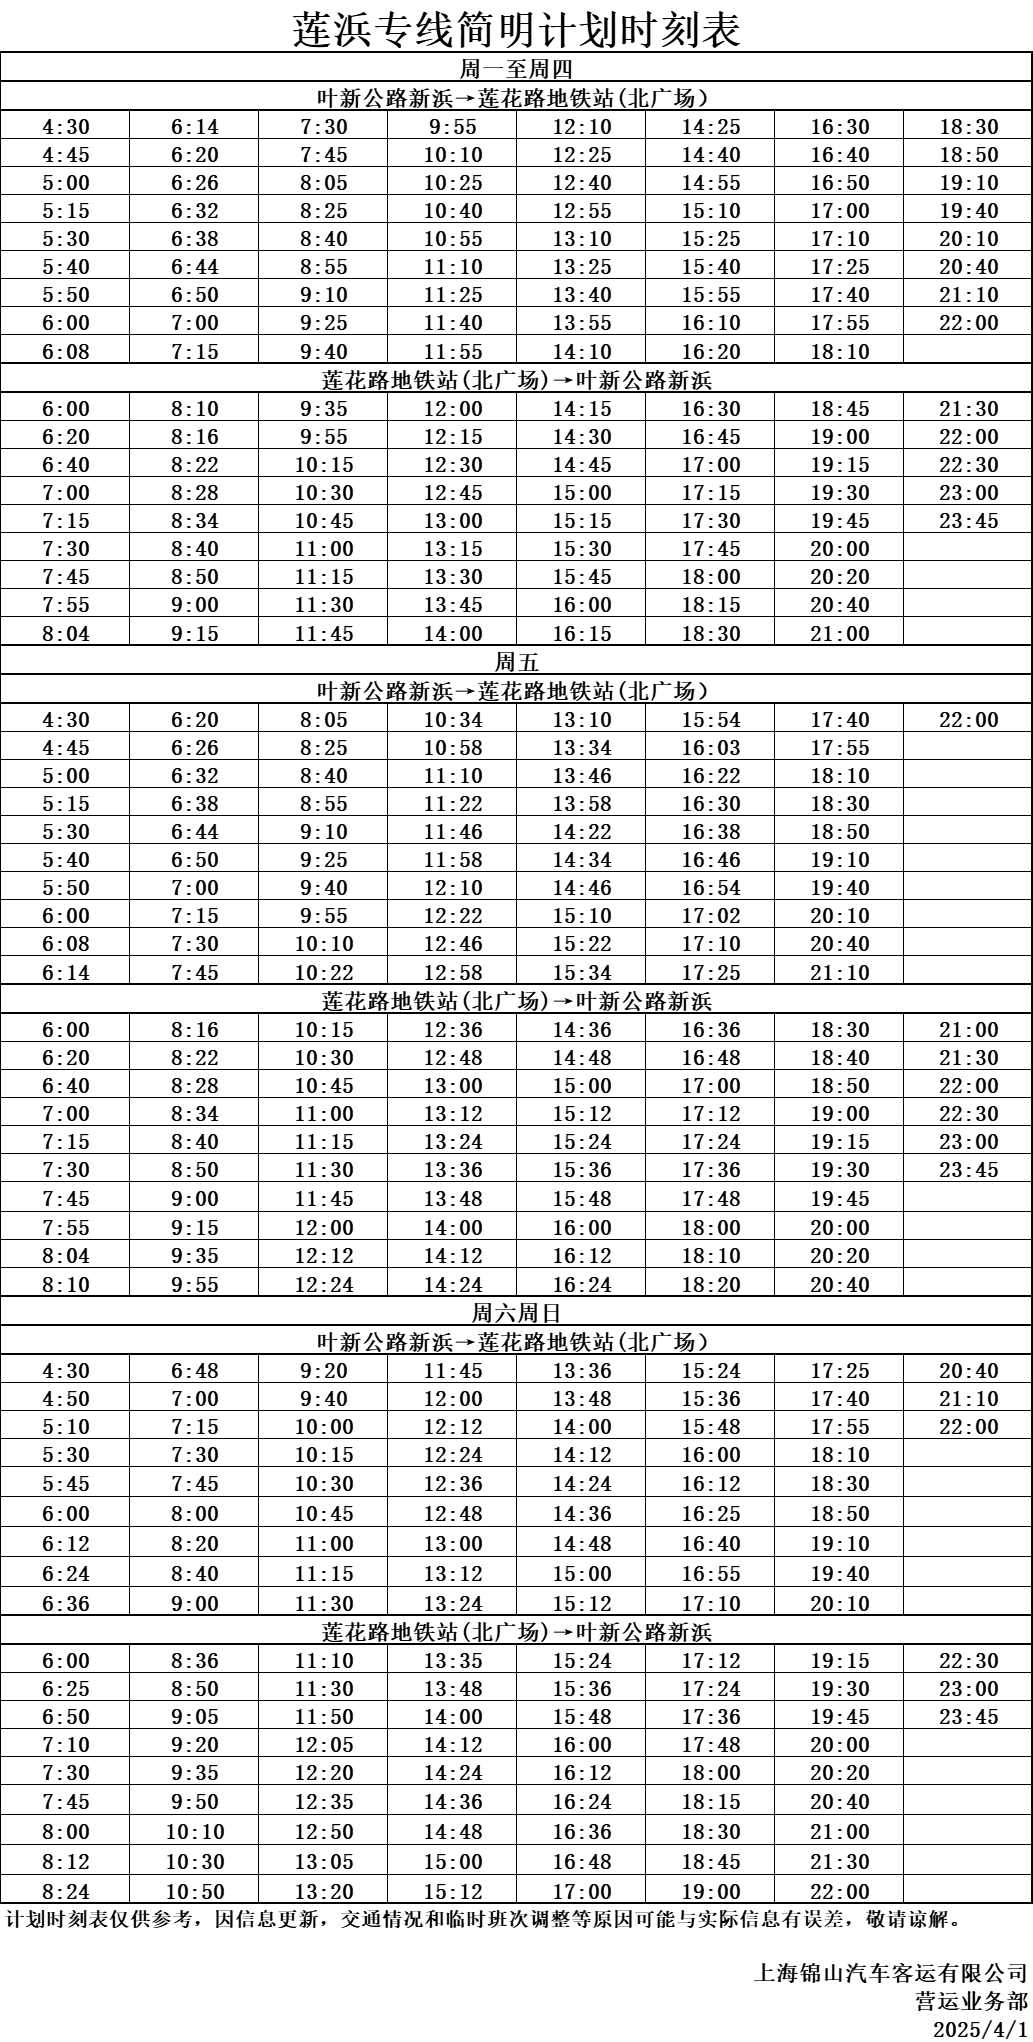 莲浜专线简明计划时刻表
周一至周四
叶新公路新浜→莲花路地铁站(北广场）
4:30 6:14 7:30 9:55 12:10 14:25 16:30 18:30
4:45 6:20 7:45 10:10 12:25 14:40 16:40 18:50
5:00 6:26 8:05 10:25 12:40 14:55 16:50 19:10
5:15 6:32 8:25 10:40 12:55 15:10 17:00 19:40
5:30 6:38 8:40 10:55 13:10 15:25 17:10 20:10
5:40 6:44 8:55 11:10 13:25 15:40 17:25 20:40
5:50 6:50 9:10 11:25 13:40 15:55 17:40 21:10
6:00 7:00 9:25 11:40 13:55 16:10 17:55 22:00
6:08 7:15 9:40 11:55 14:10 16:20 18:10
莲花路地铁站(北广场)→叶新公路新浜
6:00 8:10 9:35 12:00 14:15 16:30 18:45 21:30
6:20 8:16 9:55 12:15 14:30 16:45 19:00 22:00
6:40 8:22 10:15 12:30 14:45 17:00 19:15 22:30
7:00 8:28 10:30 12:45 15:00 17:15 19:30 23:00
7:15 8:34 10:45 13:00 15:15 17:30 19:45 23:45
7:30 8:40 11:00 13:15 15:30 17:45 20:00
7:45 8:50 11:15 13:30 15:45 18:00 20:20
7:55 9:00 11:30 13:45 16:00 18:15 20:40
8:04 9:15 11:45 14:00 16:15 18:30 21:00
周五
叶新公路新浜→莲花路地铁站(北广场）
4:30 6:20 8:05 10:34 13:10 15:54 17:40 22:00
4:45 6:26 8:25 10:58 13:34 16:03 17:55
5:00 6:32 8:40 11:10 13:46 16:22 18:10
5:15 6:38 8:55 11:22 13:58 16:30 18:30
5:30 6:44 9:10 11:46 14:22 16:38 18:50
5:40 6:50 9:25 11:58 14:34 16:46 19:10
5:50 7:00 9:40 12:10 14:46 16:54 19:40
6:00 7:15 9:55 12:22 15:10 17:02 20:10
6:08 7:30 10:10 12:46 15:22 17:10 20:40
6:14 7:45 10:22 12:58 15:34 17:25 21:10
莲花路地铁站(北广场)→叶新公路新浜
6:00 8:16 10:15 12:36 14:36 16:36 18:30 21:00
6:20 8:22 10:30 12:48 14:48 16:48 18:40 21:30
6:40 8:28 10:45 13:00 15:00 17:00 18:50 22:00
7:00 8:34 11:00 13:12 15:12 17:12 19:00 22:30
7:15 8:40 11:15 13:24 15:24 17:24 19:15 23:00
7:30 8:50 11:30 13:36 15:36 17:36 19:30 23:45
7:45 9:00 11:45 13:48 15:48 17:48 19:45
7:55 9:15 12:00 14:00 16:00 18:00 20:00
8:04 9:35 12:12 14:12 16:12 18:10 20:20
8:10 9:55 12:24 14:24 16:24 18:20 20:40
周六周日
叶新公路新浜→莲花路地铁站(北广场）
4:30 6:48 9:20 11:45 13:36 15:24 17:25 20:40
4:50 7:00 9:40 12:00 13:48 15:36 17:40 21:10
5:10 7:15 10:00 12:12 14:00 15:48 17:55 22:00
5:30 7:30 10:15 12:24 14:12 16:00 18:10
5:45 7:45 10:30 12:36 14:24 16:12 18:30
6:00 8:00 10:45 12:48 14:36 16:25 18:50
6:12 8:20 11:00 13:00 14:48 16:40 19:10
6:24 8:40 11:15 13:12 15:00 16:55 19:40
6:36 9:00 11:30 13:24 15:12 17:10 20:10
莲花路地铁站(北广场)→叶新公路新浜
6:00 8:36 11:10 13:35 15:24 17:12 19:15 22:30
6:25 8:50 11:30 13:48 15:36 17:24 19:30 23:00
6:50 9:05 11:50 14:00 15:48 17:36 19:45 23:45
7:10 9:20 12:05 14:12 16:00 17:48 20:00
7:30 9:35 12:20 14:24 16:12 18:00 20:20
7:45 9:50 12:35 14:36 16:24 18:15 20:40
8:00 10:10 12:50 14:48 16:36 18:30 21:00
8:12 10:30 13:05 15:00 16:48 18:45 21:30
8:24 10:50 13:20 15:12 17:00 19:00 22:00
计划时刻表仅供参考，因信息更新，交通情况和临时班次调整等原因可能与实际信息有误差，敬请谅解。
上海锦山汽车客运有限公司
营运业务部
2025/4/1